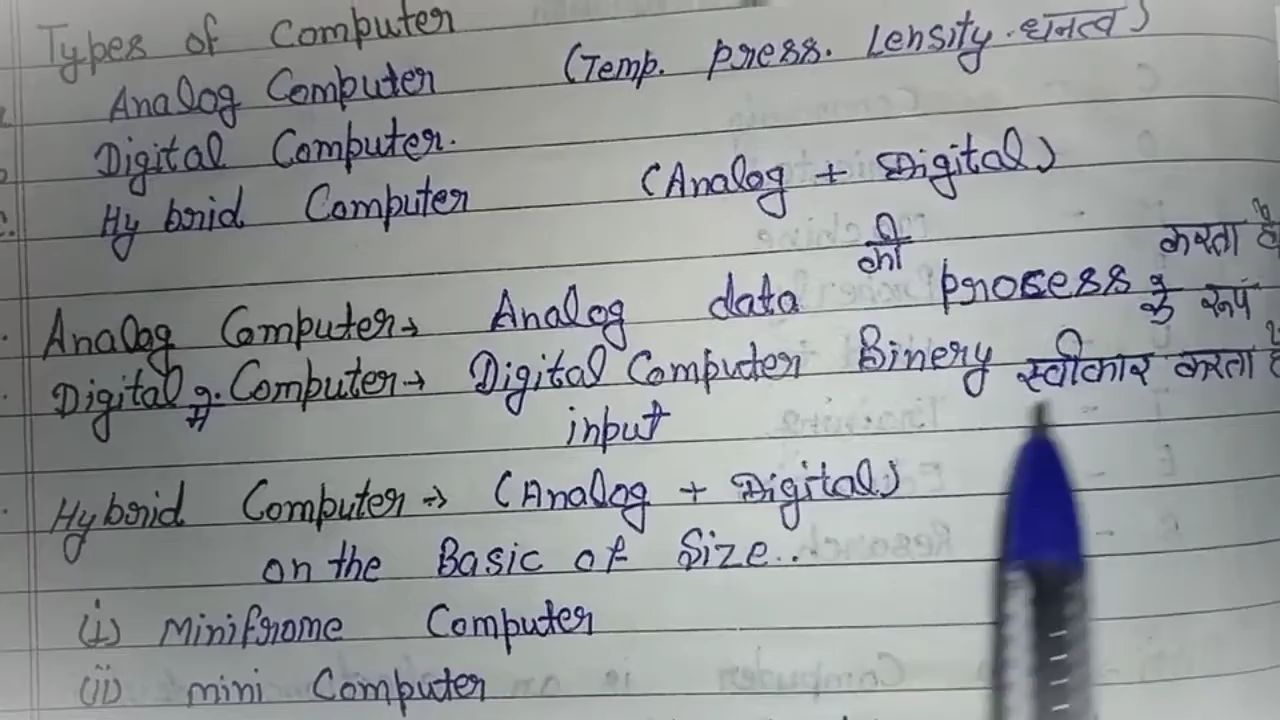 Types of Computer
Analog Computer (Temp. press. Lensity. घनत्व)
Digital Computer.
Hybrid Computer (Analog + Digital)
Analog Computer → Analog data को process करता है
Digital Computer → Digital Computer Binery के रूप में input स्वीकार करता है
Hybrid Computer → (Analog + Digital)
on the Basic of Size..
(i) Miniframe Computer
(ii) mini Computer